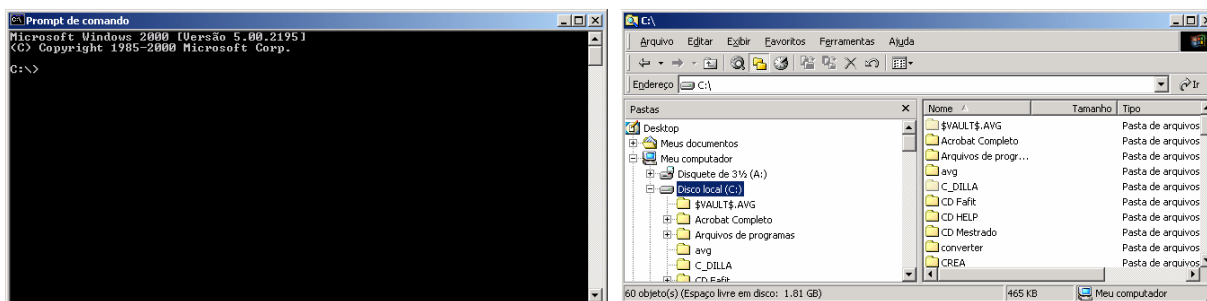 Prompt de comando
Microsoft Windows 2000 [Versão 5.00.2195]
(C) Copyright 1985-2000 Microsoft Corp.
C:\>
C:\
Arquivo Editar Exibir Favoritos Ferramentas Ajuda
Endereço C:\ Ir
Pastas
Desktop
Meus documentos
Meu computador
Disquete de 3½ (A:)
Disco local (C:)
$VAULT$.AVG
Acrobat Completo
Arquivos de programas
avg
C_DILLA
CD Fafit
Nome Tamanho Tipo
$VAULT$.AVG Pasta de arquivos
Acrobat Completo Pasta de arquivos
Arquivos de progr... Pasta de arquivos
avg Pasta de arquivos
C_DILLA Pasta de arquivos
CD Fafit Pasta de arquivos
CD HELP Pasta de arquivos
CD Mestrado Pasta de arquivos
converter Pasta de arquivos
CREA Pasta de arquivos
60 objeto(s) (Espaço livre em disco: 1.81 GB) 465 KB Meu computador